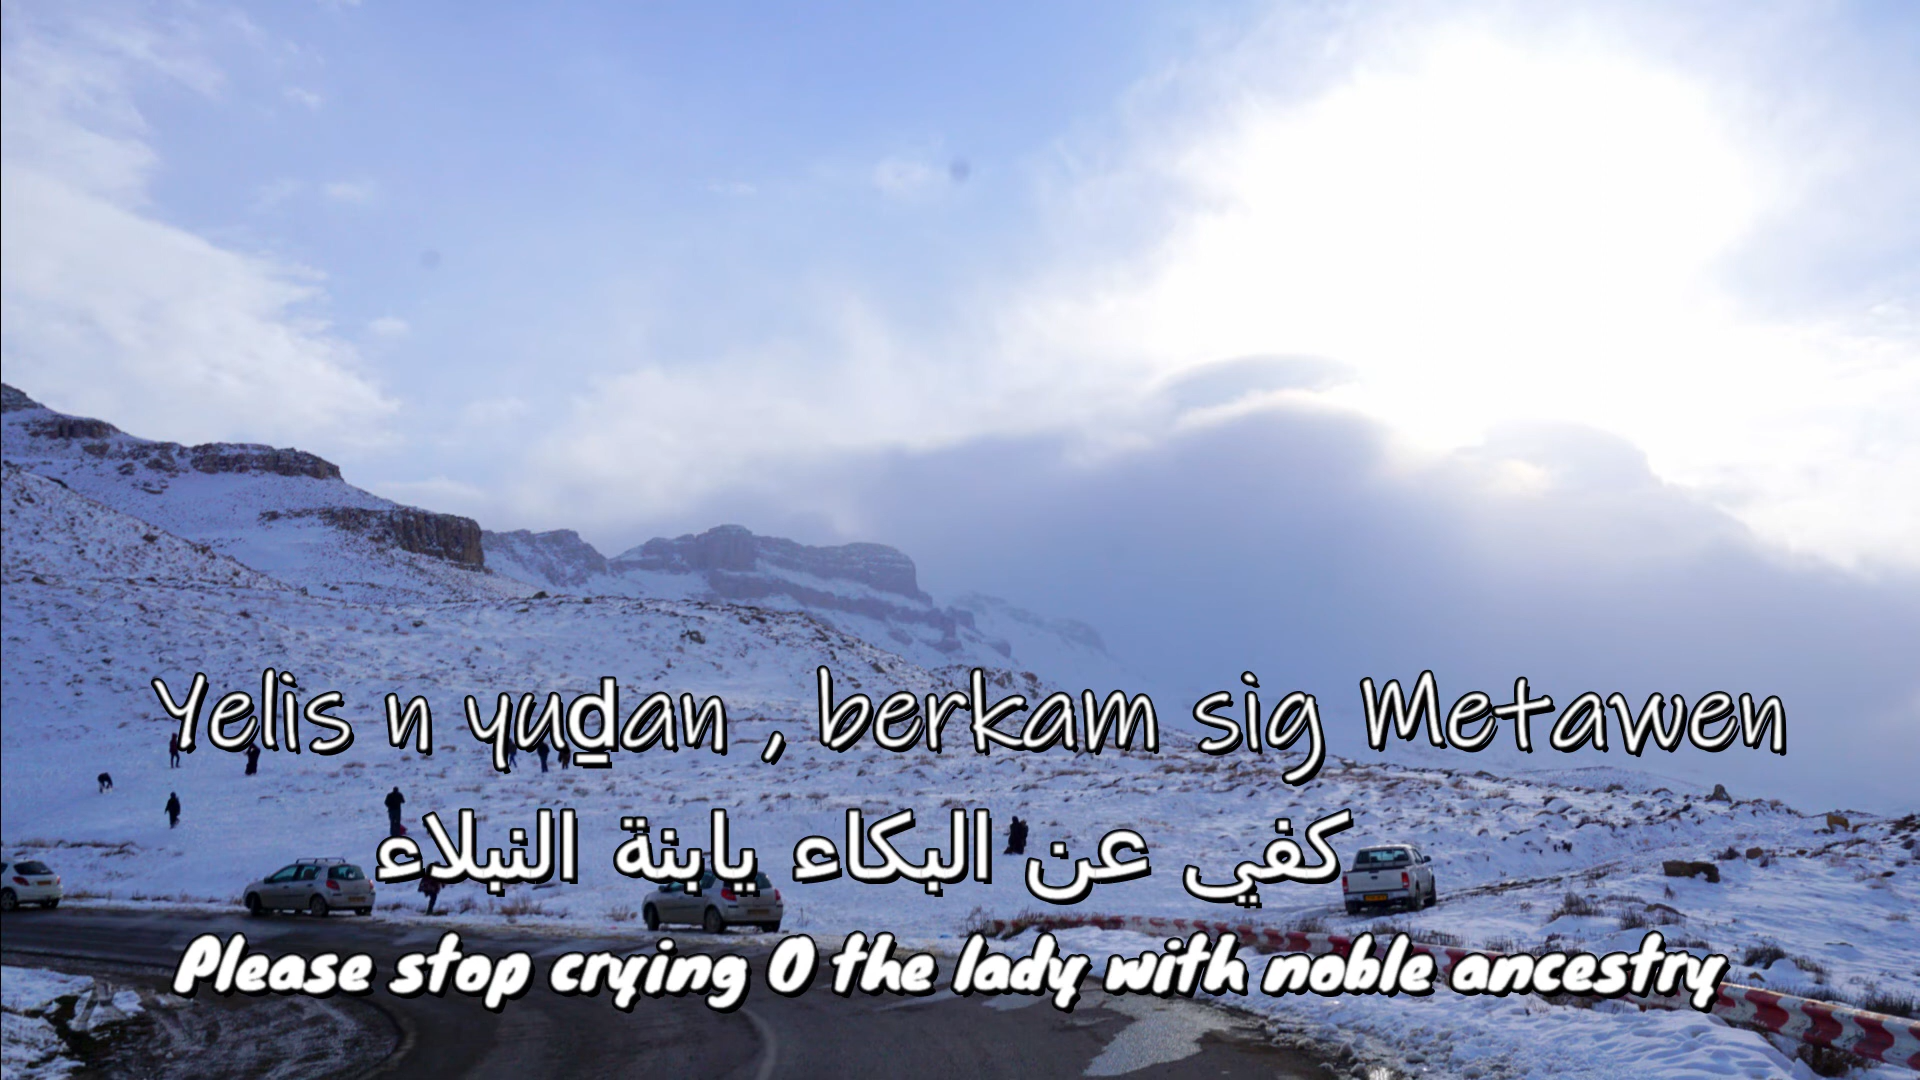 Yelis n yuḏan , berkam sig Metawen
كفي عن البكاء يابنة النبلاء
Please stop crying O the lady with noble ancestry